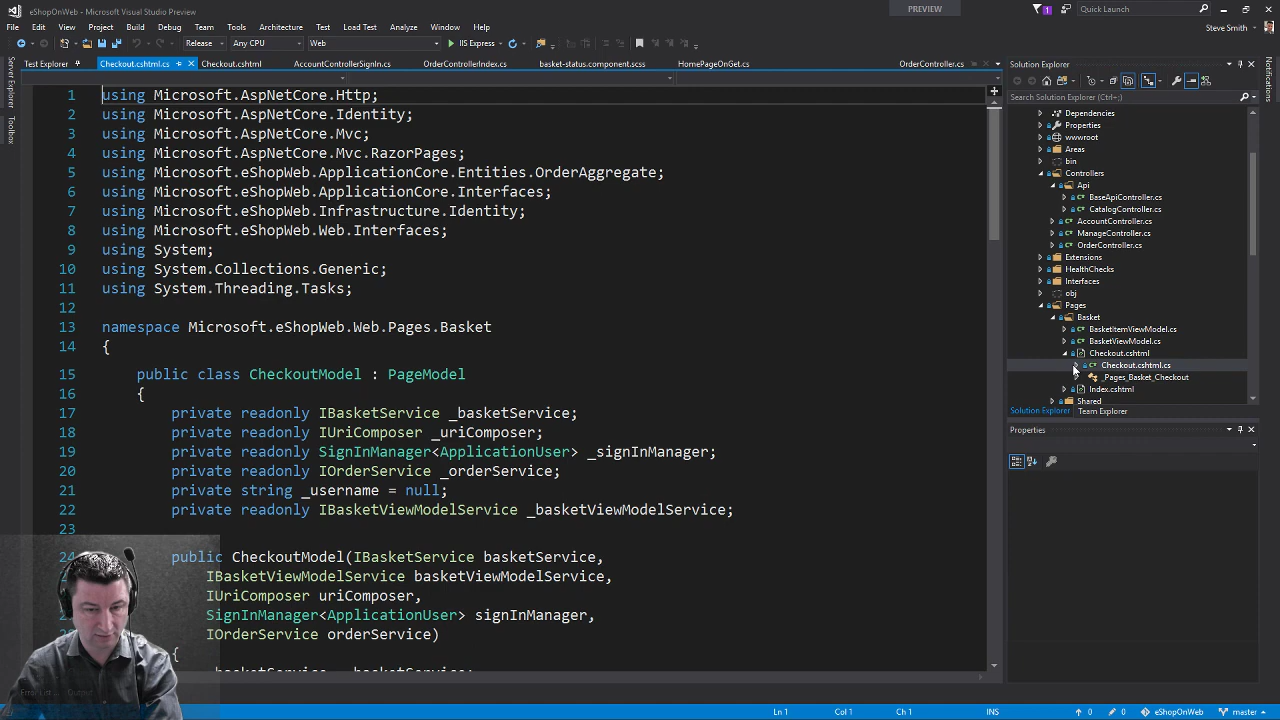 eShopOnWeb - Microsoft Visual Studio Preview
PREVIEW
1
Quick Launch
File Edit View Project Build Debug Team Tools Architecture Test Load Test Analyze Window Help
Steve Smith
Release Any CPU Web IIS Express
Test Explorer Checkout.cshtml.cs Checkout.cshtml AccountControllerSignIn.cs OrderControllerIndex.cs basket-status.component.scss HomePageOnGet.cs OrderController.cs
Server Explorer
Toolbox
Notifications
1 using Microsoft.AspNetCore.Http;
2 using Microsoft.AspNetCore.Identity;
3 using Microsoft.AspNetCore.Mvc;
4 using Microsoft.AspNetCore.Mvc.RazorPages;
5 using Microsoft.eShopWeb.ApplicationCore.Entities.OrderAggregate;
6 using Microsoft.eShopWeb.ApplicationCore.Interfaces;
7 using Microsoft.eShopWeb.Infrastructure.Identity;
8 using Microsoft.eShopWeb.Web.Interfaces;
9 using System;
10 using System.Collections.Generic;
11 using System.Threading.Tasks;
12
13 namespace Microsoft.eShopWeb.Web.Pages.Basket
14 {
15 public class CheckoutModel : PageModel
16 {
17 private readonly IBasketService _basketService;
18 private readonly IUriComposer _uriComposer;
19 private readonly SignInManager<ApplicationUser> _signInManager;
20 private readonly IOrderService _orderService;
21 private string _username = null;
22 private readonly IBasketViewModelService _basketViewModelService;
23
24 public CheckoutModel(IBasketService basketService,
IBasketViewModelService basketViewModelService,
IUriComposer uriComposer,
SignInManager<ApplicationUser> signInManager,
IOrderService orderService)
{
Solution Explorer
Search Solution Explorer (Ctrl+;)
Dependencies
Properties
wwwroot
Areas
bin
Controllers
Api
BaseApiController.cs
CatalogController.cs
AccountController.cs
ManageController.cs
OrderController.cs
Extensions
HealthChecks
Interfaces
obj
Pages
Basket
BasketItemViewModel.cs
BasketViewModel.cs
Checkout.cshtml
Checkout.cshtml.cs
_Pages_Basket_Checkout
Index.cshtml
Shared
Solution Explorer Team Explorer
Properties
Error List ... Output
Ln 1 Col 1 Ch 1 INS 0 0 eShopOnWeb master